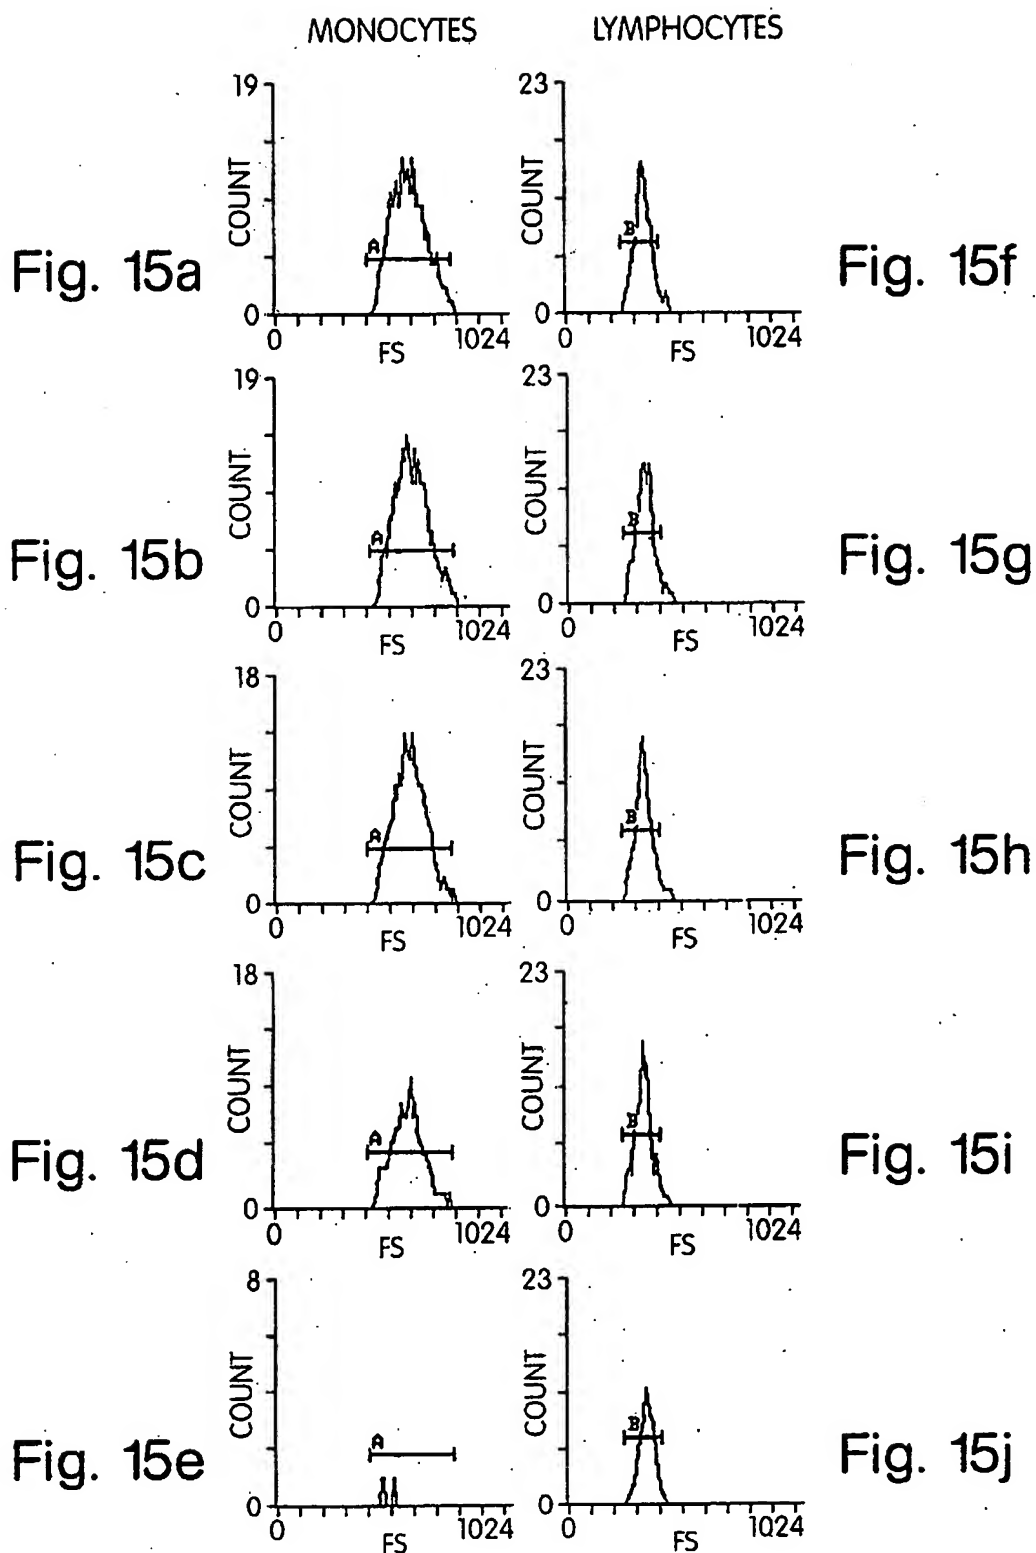 MONOCYTES LYMPHOCYTES
Fig. 15a
19
COUNT
A
0
0 FS 1024
23
COUNT
B
0
0 FS 1024
Fig. 15f
Fig. 15b
19
COUNT
A
0
0 FS 1024
23
COUNT
B
0
0 FS 1024
Fig. 15g
Fig. 15c
18
COUNT
A
0
0 FS 1024
23
COUNT
B
0
0 FS 1024
Fig. 15h
Fig. 15d
18
COUNT
A
0
0 FS 1024
23
COUNT
B
0
0 FS 1024
Fig. 15i
Fig. 15e
8
COUNT
A
0
0 FS 1024
23
COUNT
B
0
0 FS 1024
Fig. 15j